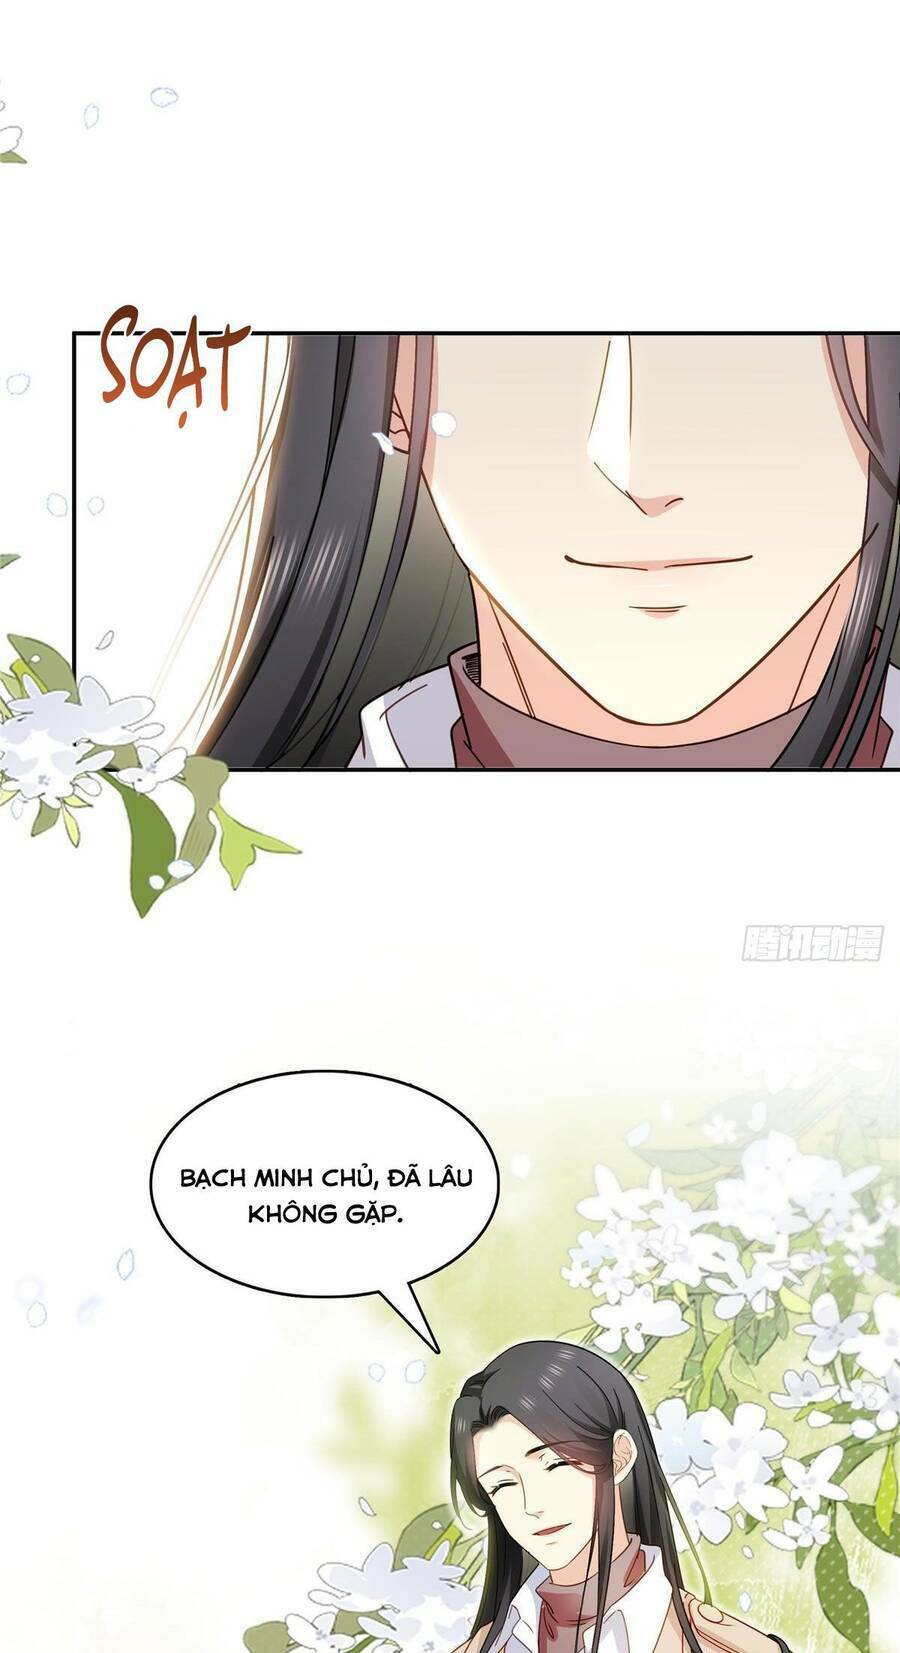 SOẠT
腾讯动漫
BẠCH MINH CHỦ, ĐÃ LÂU
KHÔNG GẶP.